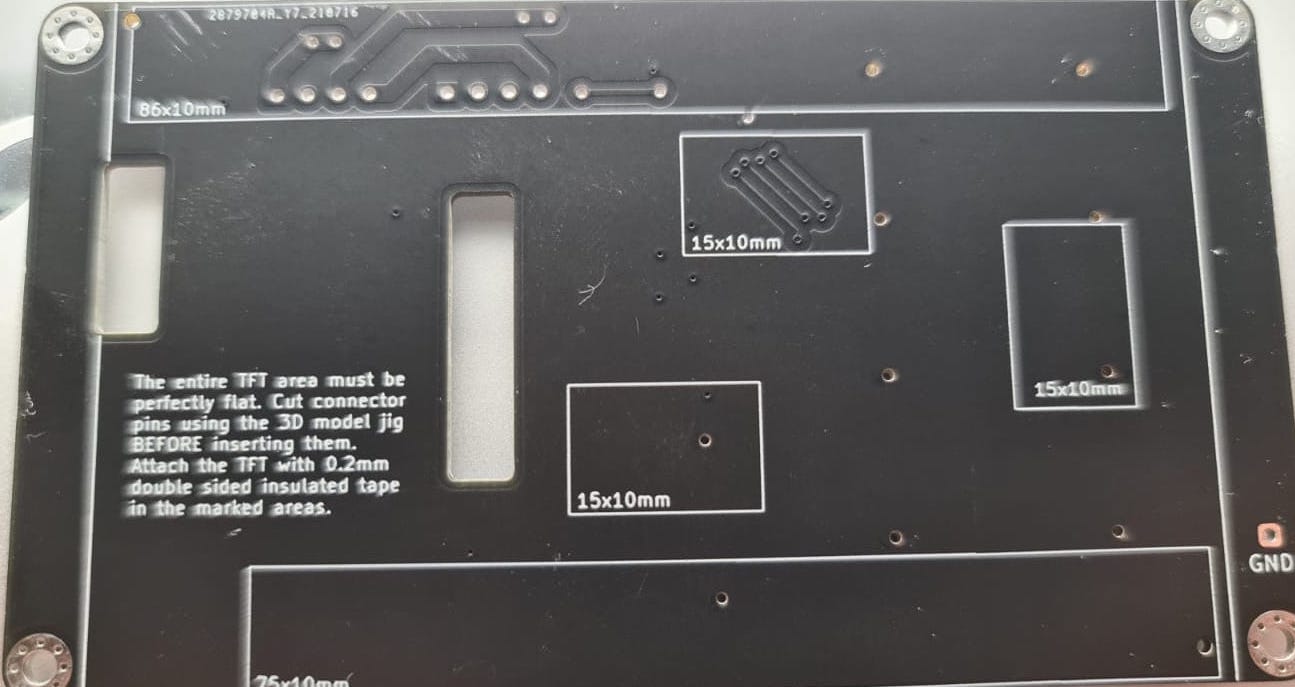 2879704A_Y7_210716
86x10mm
15x10mm
15x10mm
The entire TFT area must be
perfectly flat. Cut connector
pins using the 3D model jig
BEFORE inserting them.
Attach the TFT with 0.2mm
double sided insulated tape
in the marked areas.
15x10mm
GND
75x10mm